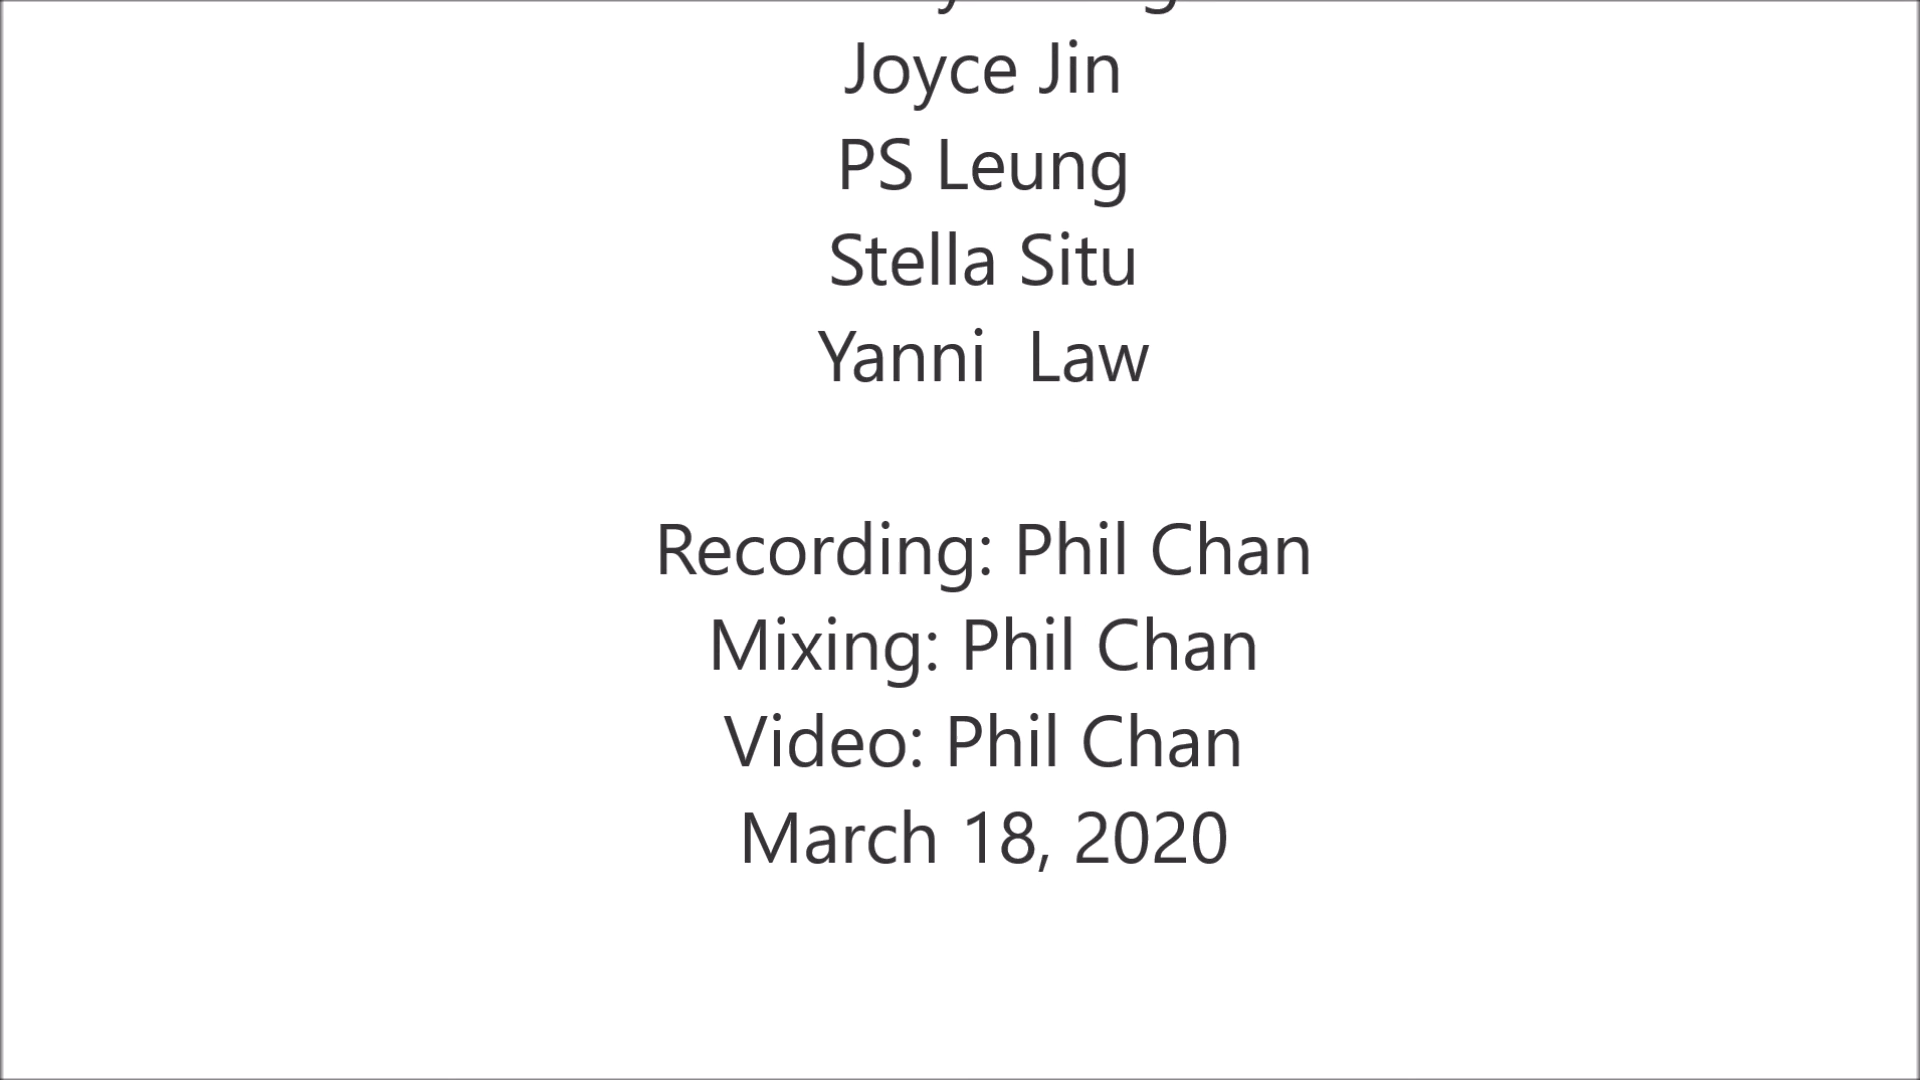 Joyce Jin
PS Leung
Stella Situ
Yanni  Law
Recording: Phil Chan
Mixing: Phil Chan
Video: Phil Chan
March 18, 2020